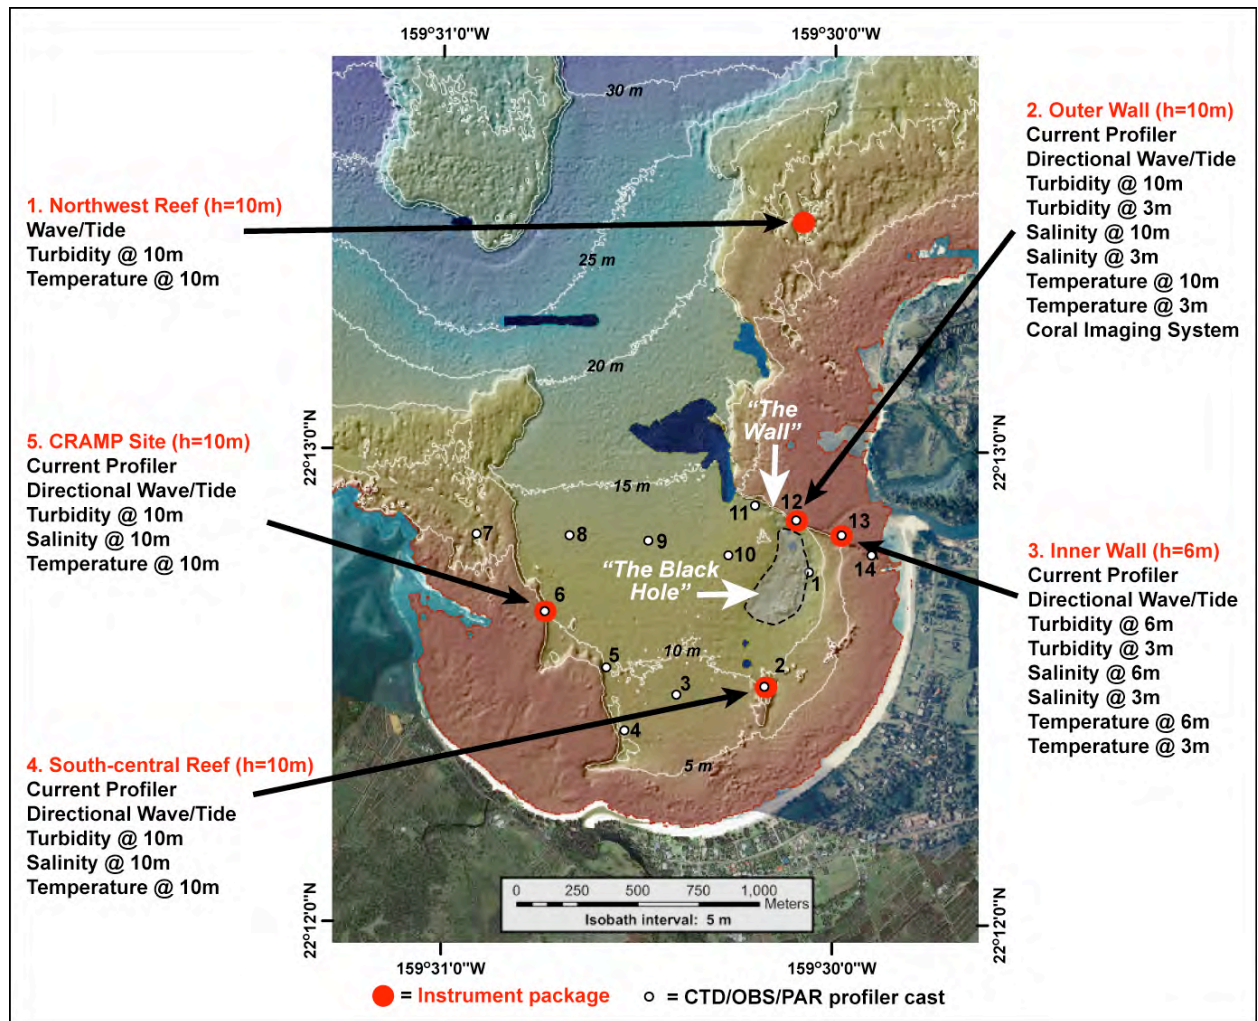 159°31'0"W
159°30'0"W
30 m
2. Outer Wall (h=10m)
Current Profiler
Directional Wave/Tide
Turbidity @ 10m
Turbidity @ 3m
Salinity @ 10m
Salinity @ 3m
Temperature @ 10m
Temperature @ 3m
Coral Imaging System
1. Northwest Reef (h=10m)
Wave/Tide
Turbidity @ 10m
Temperature @ 10m
25 m
20 m
22°13'0"N
22°13'0"N
"The
Wall"
5. CRAMP Site (h=10m)
Current Profiler
Directional Wave/Tide
Turbidity @ 10m
Salinity @ 10m
Temperature @ 10m
15 m
11
12
13
7
8
9
10
14
1
"The Black
Hole"
3. Inner Wall (h=6m)
Current Profiler
Directional Wave/Tide
Turbidity @ 6m
Turbidity @ 3m
Salinity @ 6m
Salinity @ 3m
Temperature @ 6m
Temperature @ 3m
6
5
10 m
2
3
4
5 m
4. South-central Reef (h=10m)
Current Profiler
Directional Wave/Tide
Turbidity @ 10m
Salinity @ 10m
Temperature @ 10m
0 250 500 750 1,000
Meters
Isobath interval: 5 m
22°12'0"N
22°12'0"N
159°31'0"W
159°30'0"W
= Instrument package
= CTD/OBS/PAR profiler cast